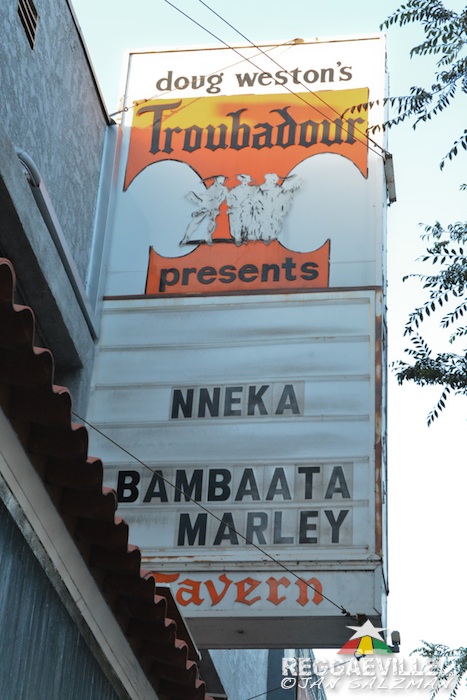 doug weston's
Troubadour
presents
NNEKA
BAMBAATA
MARLEY
Tavern
REGGAEVILLE
©JAN SALZMAN